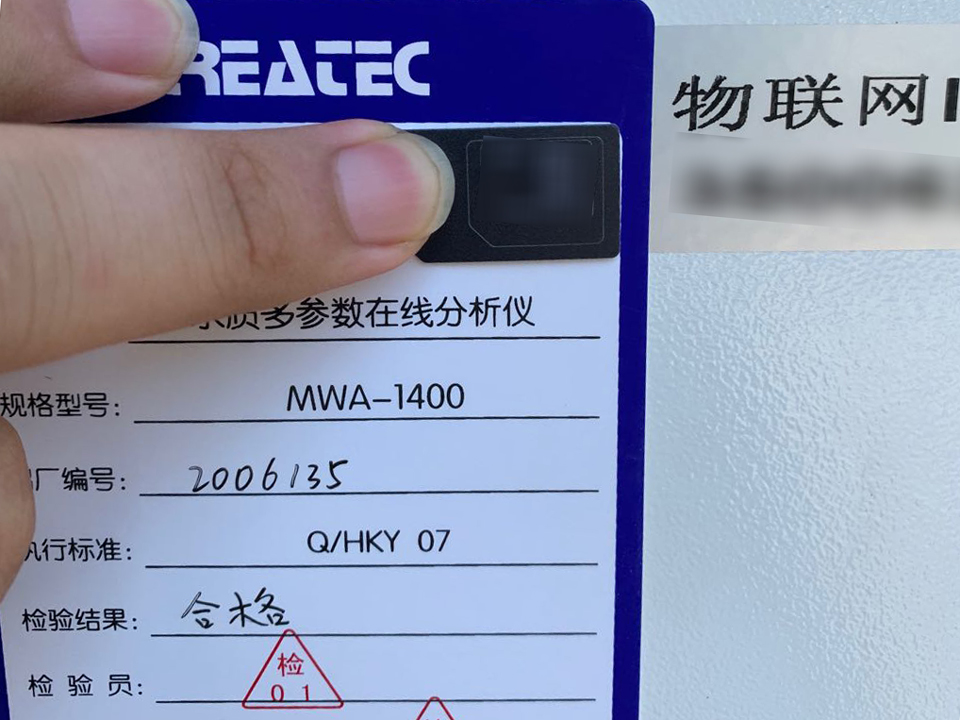 REATEC
物联网
质多参数在线分析仪
规格型号: MWA-1400
厂编号: 2006135
执行标准: Q/HKY 07
检验结果: 合格
检验员:
检
01